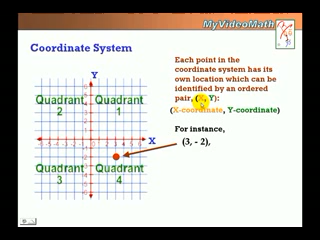 MyVideoMath
Coordinate System
Each point in the
coordinate system has its
own location which can be
identified by an ordered
pair, (X, Y):
(X-coordinate, Y-coordinate)
For instance,
(3, - 2),
Y
Quadrant
2
Quadrant
1
X
Quadrant
3
Quadrant
4